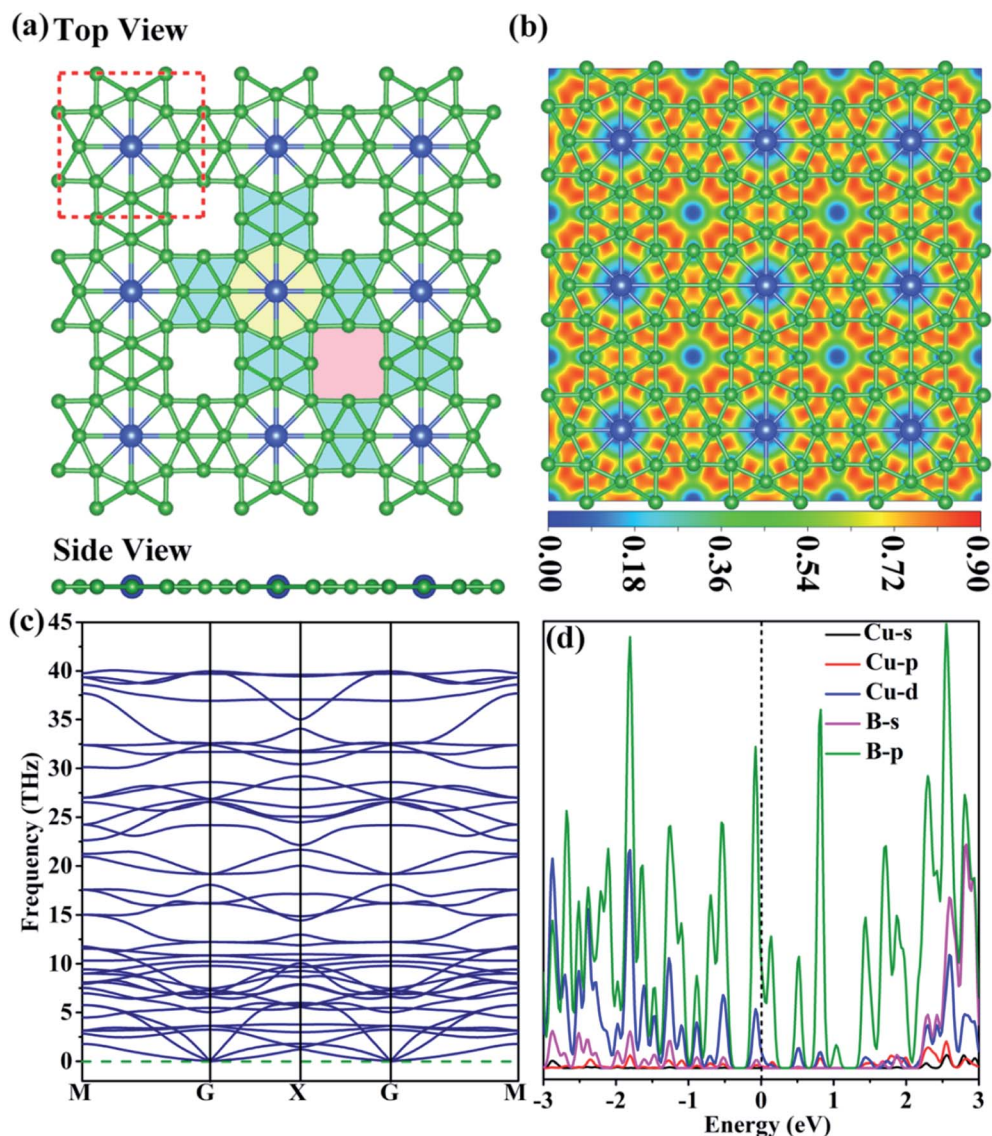 (a) Top View
(b)
Side View
0.00 0.18 0.36 0.54 0.72 0.90
(c)
Frequency (THz)
45
40
35
30
25
20
15
10
5
0
M G X G M
(d)
Cu-s
Cu-p
Cu-d
B-s
B-p
-3 -2 -1 0 1 2 3
Energy (eV)